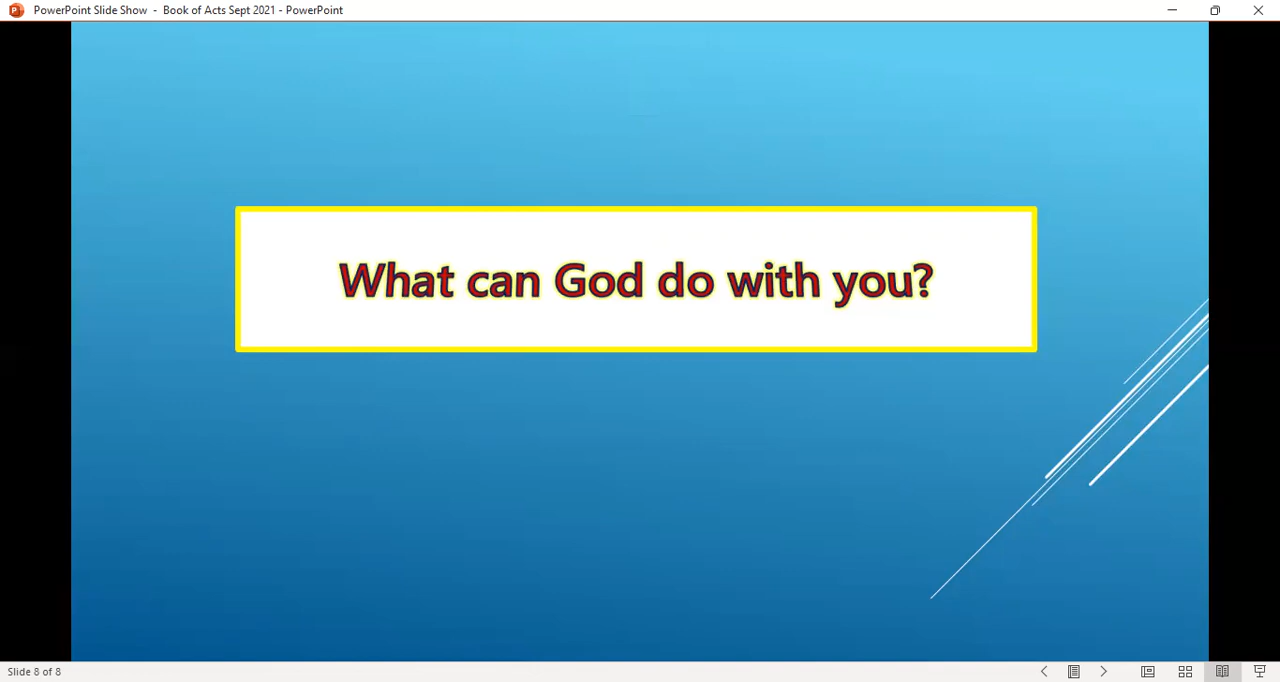 PowerPoint Slide Show - Book of Acts Sept 2021 - PowerPoint
What can God do with you?
Slide 8 of 8